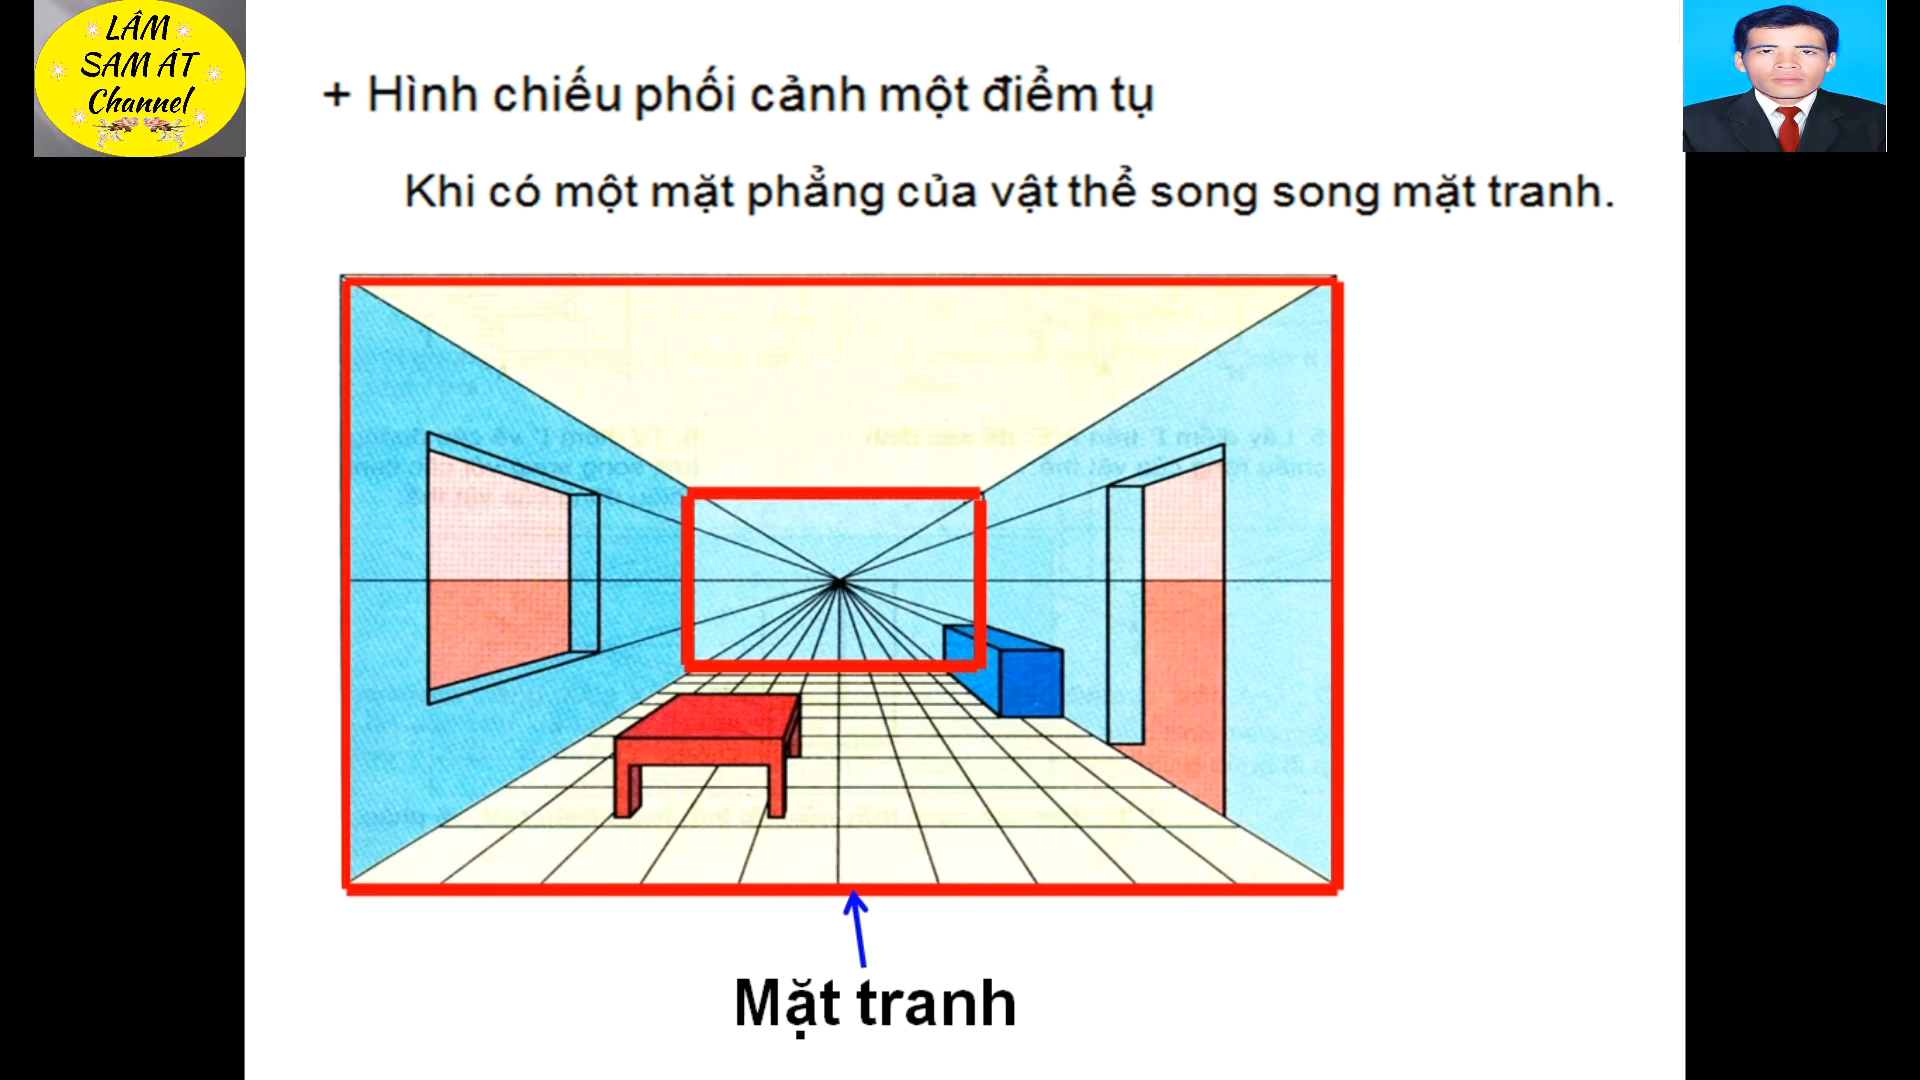 LÂM
SAM ÁT
Channel
+ Hình chiếu phối cảnh một điểm tụ
Khi có một mặt phẳng của vật thể song song mặt tranh.
Mặt tranh